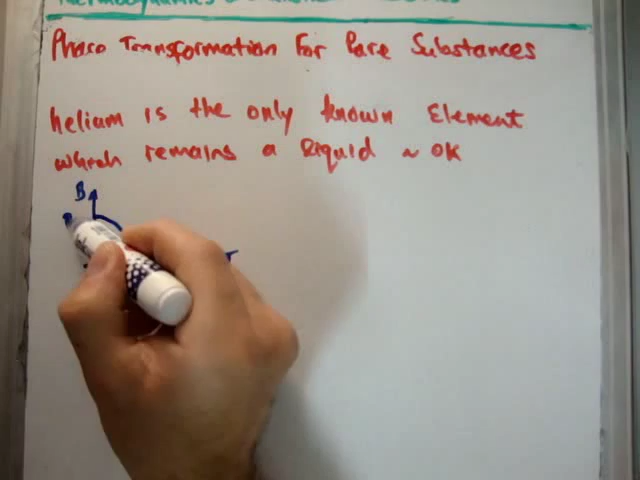 Phase Transformation For Pure Substances
helium is the only known Element
which remains a liquid ~ 0K
B
T